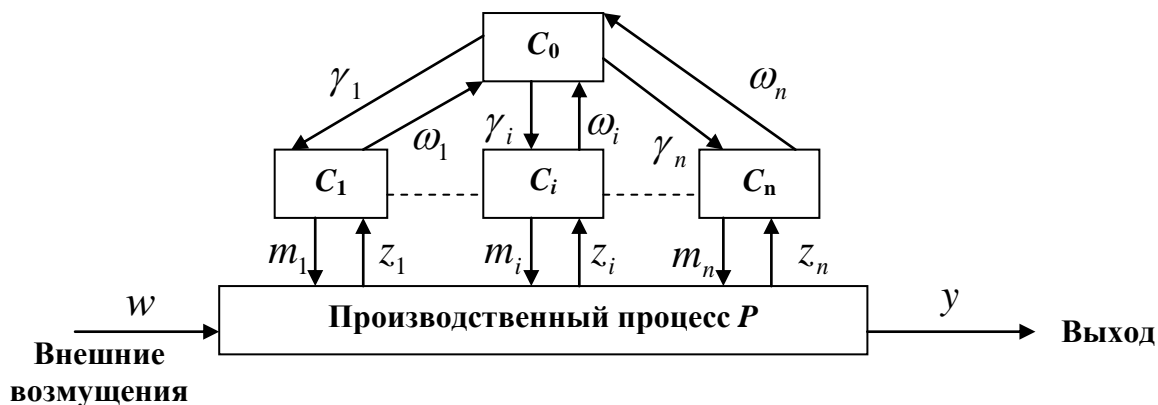 C₀
γ₁
ωₙ
ω₁
γᵢ
ωᵢ
γₙ
C₁
Cᵢ
Cₙ
m₁
z₁
mᵢ
zᵢ
mₙ
zₙ
w
Производственный процесс P
y
Выход
Внешние
возмущения